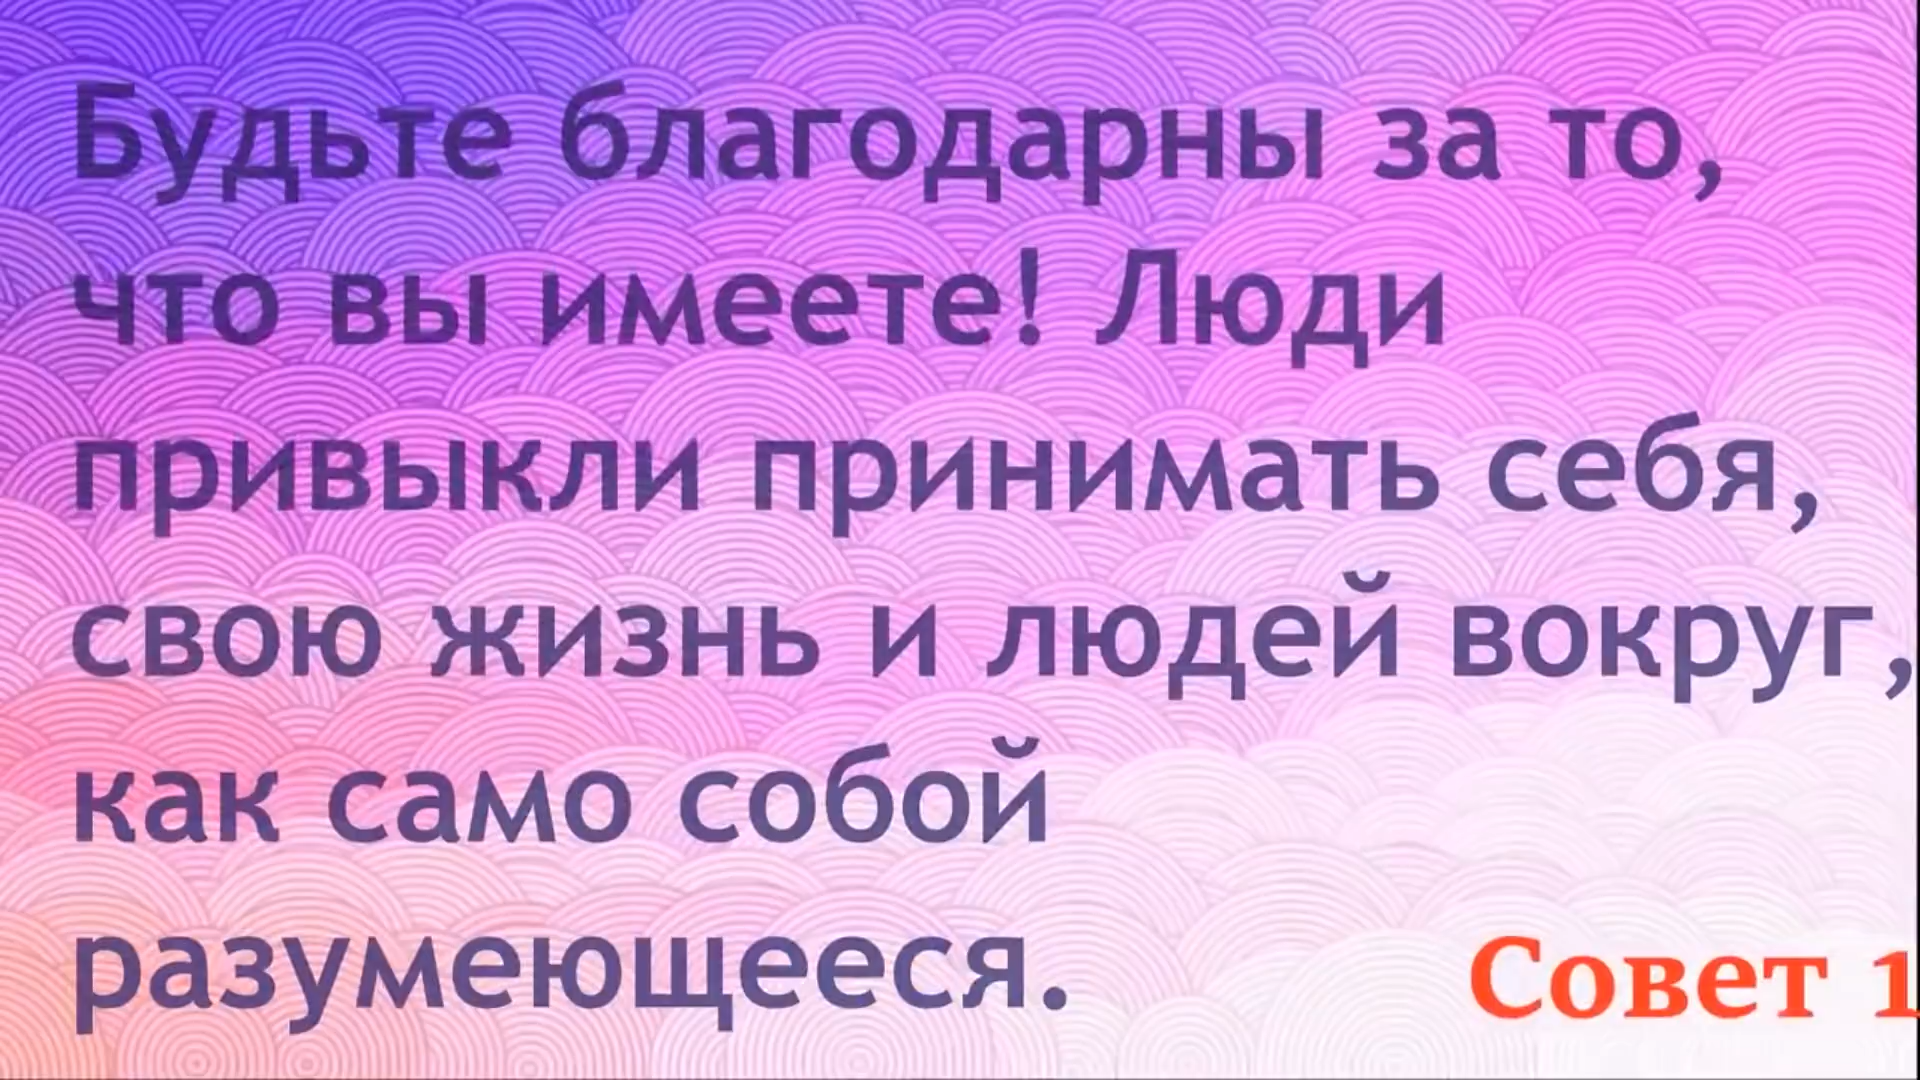 Будьте благодарны за то,
что вы имеете! Люди
привыкли принимать себя,
свою жизнь и людей вокруг,
как само собой
разумеющееся.
Совет 1